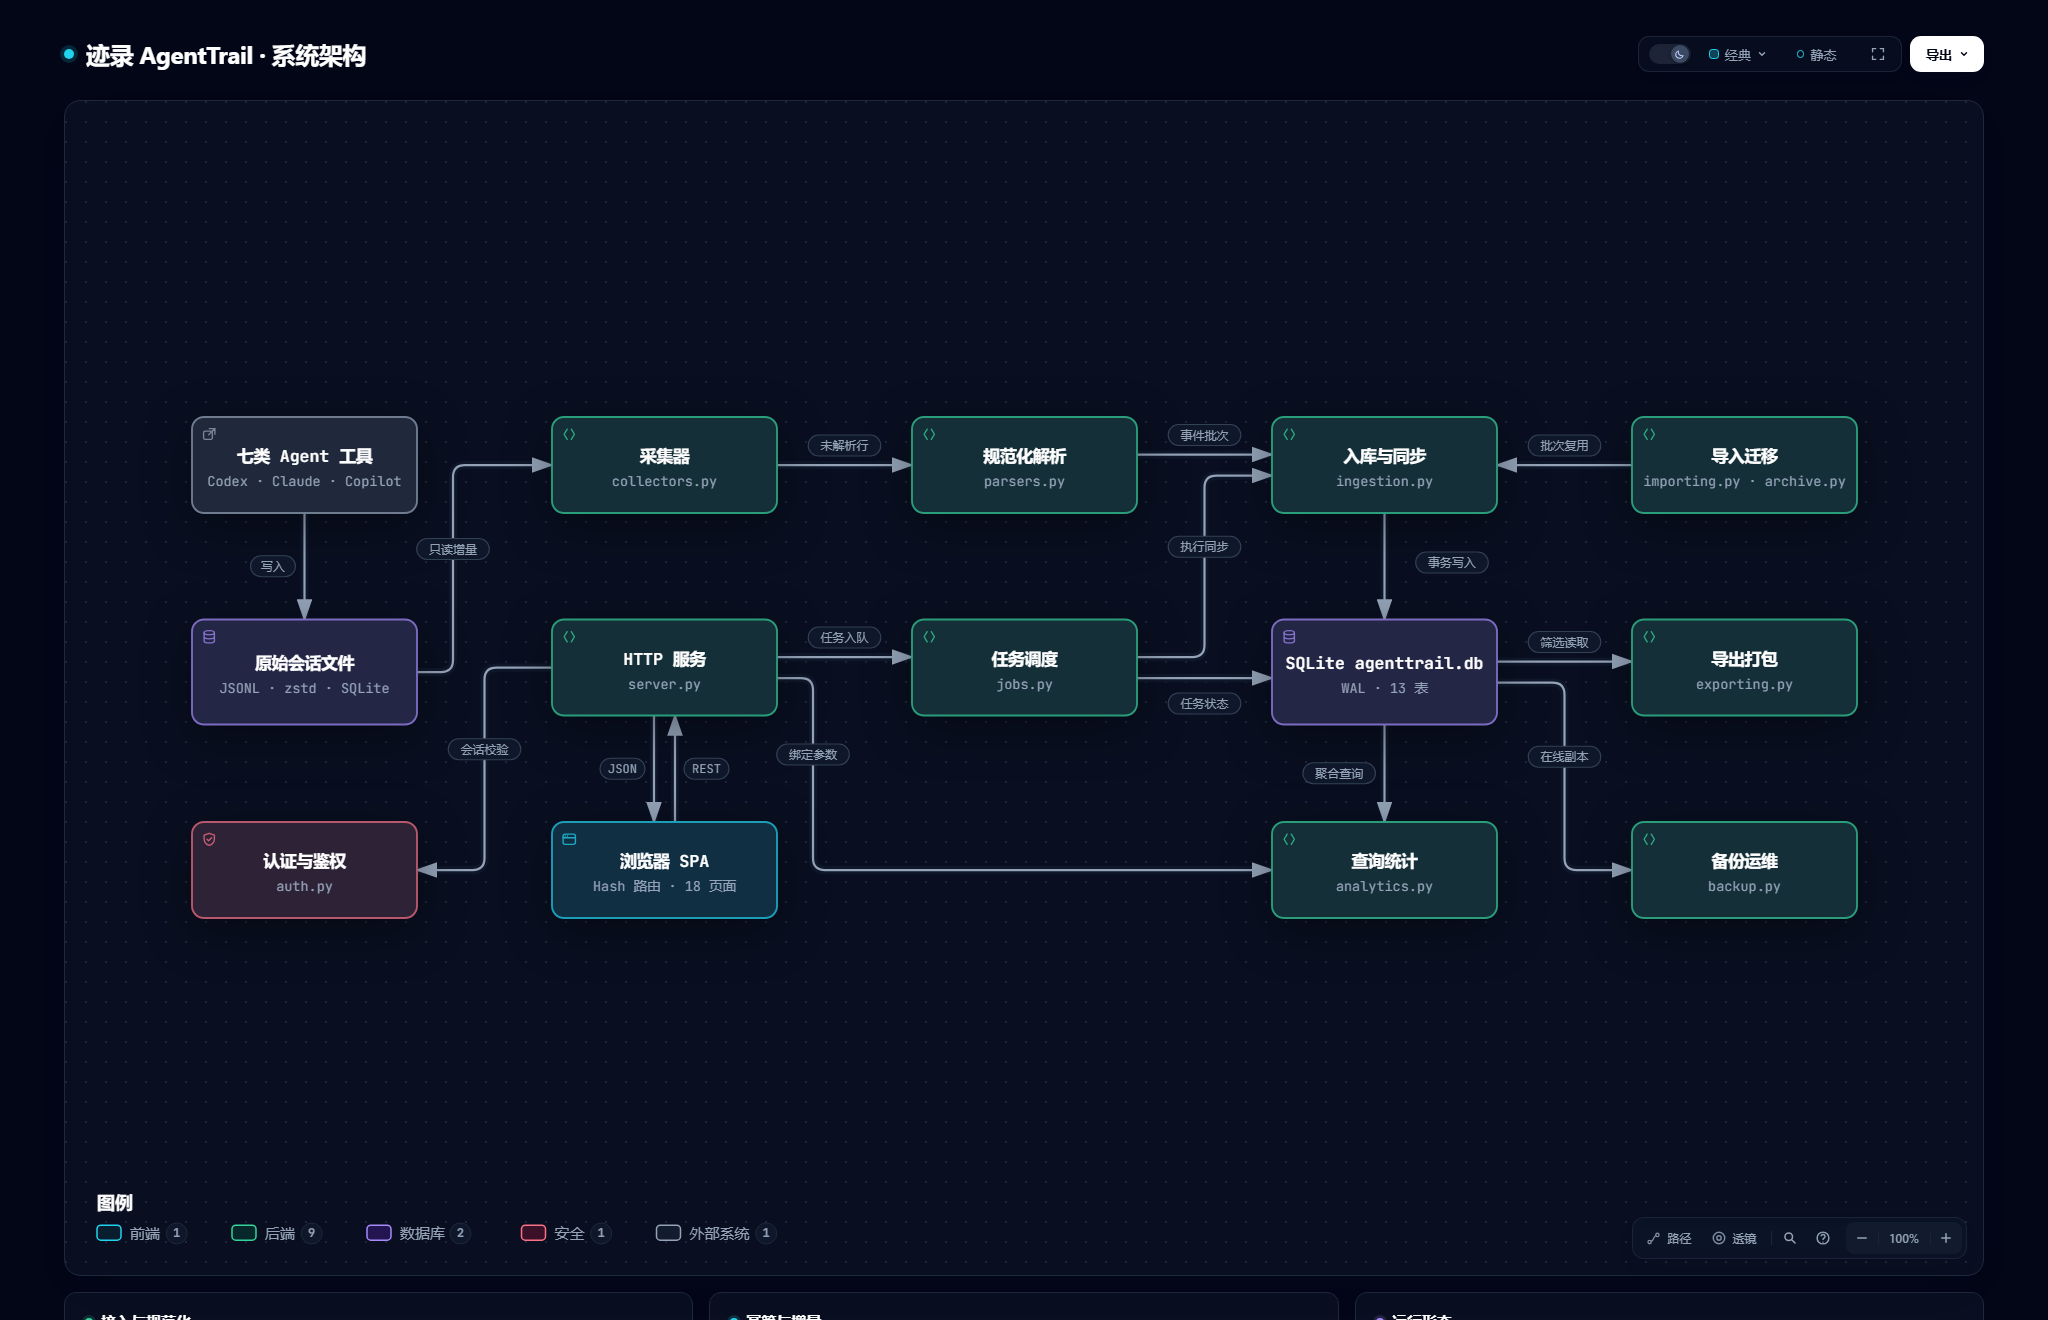 迹录 AgentTrail · 系统架构
经典
静态
导出
七类 Agent 工具
Codex · Claude · Copilot
采集器
collectors.py
未解析行
规范化解析
parsers.py
事件批次
入库与同步
ingestion.py
批次复用
导入迁移
importing.py · archive.py
写入
只读增量
执行同步
事务写入
原始会话文件
JSONL · zstd · SQLite
HTTP 服务
server.py
任务入队
任务调度
jobs.py
任务状态
SQLite agenttrail.db
WAL · 13 表
筛选读取
导出打包
exporting.py
会话校验
JSON
REST
绑定参数
聚合查询
在线副本
认证与鉴权
auth.py
浏览器 SPA
Hash 路由 · 18 页面
查询统计
analytics.py
备份运维
backup.py
图例
前端 1
后端 9
数据库 2
安全 1
外部系统 1
路径
透镜
100%